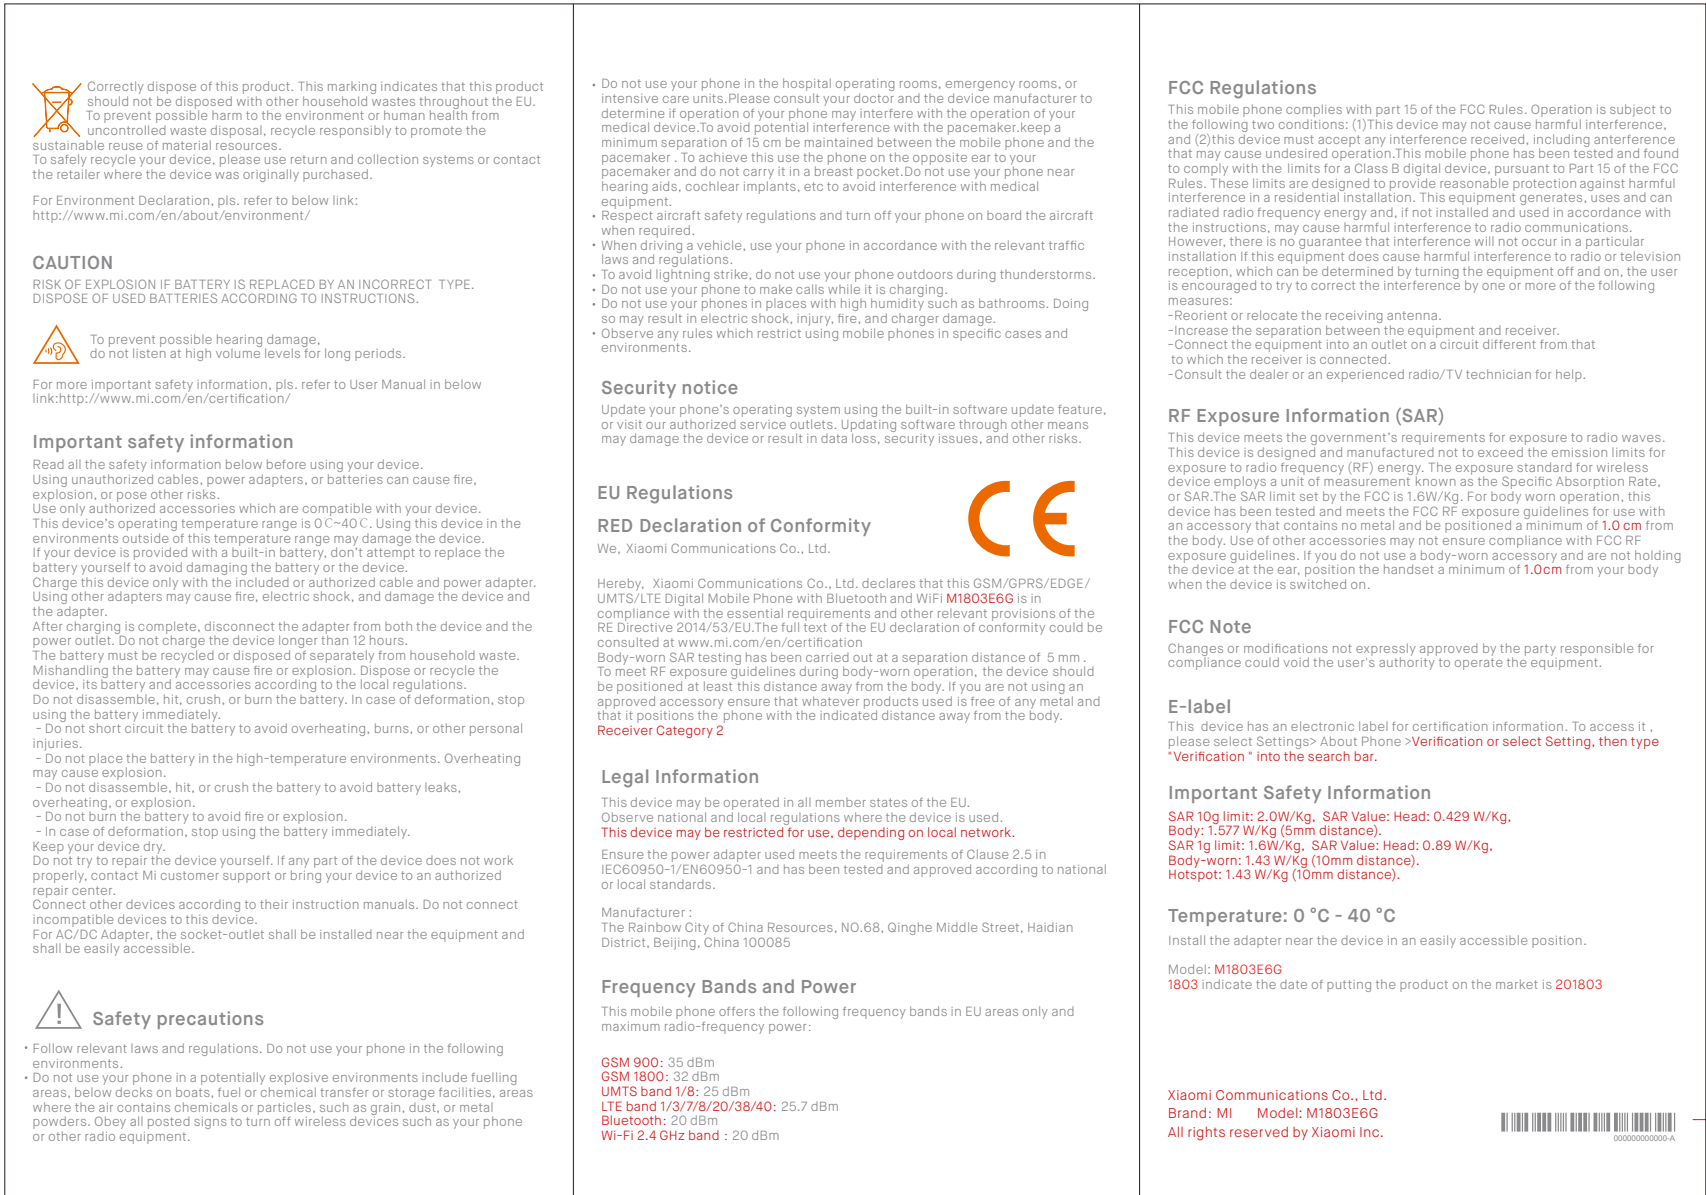 Correctly dispose of this product. This marking indicates that this product
should not be disposed with other household wastes throughout the EU.
To prevent possible harm to the environment or human health from
uncontrolled waste disposal, recycle responsibly to promote the
sustainable reuse of material resources.
To safely recycle your device, please use return and collection systems or contact
the retailer where the device was originally purchased.
For Environment Declaration, pls. refer to below link:
http://www.mi.com/en/about/environment/
CAUTION
RISK OF EXPLOSION IF BATTERY IS REPLACED BY AN INCORRECT TYPE.
DISPOSE OF USED BATTERIES ACCORDING TO INSTRUCTIONS.
To prevent possible hearing damage,
do not listen at high volume levels for long periods.
For more important safety information, pls. refer to User Manual in below
link:http://www.mi.com/en/certification/
Important safety information
Read all the safety information below before using your device.
Using unauthorized cables, power adapters, or batteries can cause fire,
explosion, or pose other risks.
Use only authorized accessories which are compatible with your device.
This device's operating temperature range is 0℃~40℃. Using this device in the
environments outside of this temperature range may damage the device.
If your device is provided with a built-in battery, don't attempt to replace the
battery yourself to avoid damaging the battery or the device.
Charge this device only with the included or authorized cable and power adapter.
Using other adapters may cause fire, electric shock, and damage the device and
the adapter.
After charging is complete, disconnect the adapter from both the device and the
power outlet. Do not charge the device longer than 12 hours.
The battery must be recycled or disposed of separately from household waste.
Mishandling the battery may cause fire or explosion. Dispose or recycle the
device, its battery and accessories according to the local regulations.
Do not disassemble, hit, crush, or burn the battery. In case of deformation, stop
using the battery immediately.
- Do not short circuit the battery to avoid overheating, burns, or other personal
injuries.
- Do not place the battery in the high-temperature environments. Overheating
may cause explosion.
- Do not disassemble, hit, or crush the battery to avoid battery leaks,
overheating, or explosion.
- Do not burn the battery to avoid fire or explosion.
- In case of deformation, stop using the battery immediately.
Keep your device dry.
Do not try to repair the device yourself. If any part of the device does not work
properly, contact Mi customer support or bring your device to an authorized
repair center.
Connect other devices according to their instruction manuals. Do not connect
incompatible devices to this device.
For AC/DC Adapter, the socket-outlet shall be installed near the equipment and
shall be easily accessible.
Safety precautions
• Follow relevant laws and regulations. Do not use your phone in the following
environments.
• Do not use your phone in a potentially explosive environments include fuelling
areas, below decks on boats, fuel or chemical transfer or storage facilities, areas
where the air contains chemicals or particles, such as grain, dust, or metal
powders. Obey all posted signs to turn off wireless devices such as your phone
or other radio equipment.
• Do not use your phone in the hospital operating rooms, emergency rooms, or
intensive care units.Please consult your doctor and the device manufacturer to
determine if operation of your phone may interfere with the operation of your
medical device.To avoid potential interference with the pacemaker.keep a
minimum separation of 15 cm be maintained between the mobile phone and the
pacemaker . To achieve this use the phone on the opposite ear to your
pacemaker and do not carry it in a breast pocket.Do not use your phone near
hearing aids, cochlear implants, etc to avoid interference with medical
equipment.
• Respect aircraft safety regulations and turn off your phone on board the aircraft
when required.
• When driving a vehicle, use your phone in accordance with the relevant traffic
laws and regulations.
• To avoid lightning strike, do not use your phone outdoors during thunderstorms.
• Do not use your phone to make calls while it is charging.
• Do not use your phones in places with high humidity such as bathrooms. Doing
so may result in electric shock, injury, fire, and charger damage.
• Observe any rules which restrict using mobile phones in specific cases and
environments.
Security notice
Update your phone's operating system using the built-in software update feature,
or visit our authorized service outlets. Updating software through other means
may damage the device or result in data loss, security issues, and other risks.
EU Regulations
RED Declaration of Conformity
We, Xiaomi Communications Co., Ltd.
CE
Hereby, Xiaomi Communications Co., Ltd. declares that this GSM/GPRS/EDGE/
UMTS/LTE Digital Mobile Phone with Bluetooth and WiFi M1803E6G is in
compliance with the essential requirements and other relevant provisions of the
RE Directive 2014/53/EU.The full text of the EU declaration of conformity could be
consulted at www.mi.com/en/certification
Body-worn SAR testing has been carried out at a separation distance of 5 mm .
To meet RF exposure guidelines during body-worn operation, the device should
be positioned at least this distance away from the body. If you are not using an
approved accessory ensure that whatever products used is free of any metal and
that it positions the phone with the indicated distance away from the body.
Receiver Category 2
Legal Information
This device may be operated in all member states of the EU.
Observe national and local regulations where the device is used.
This device may be restricted for use, depending on local network.
Ensure the power adapter used meets the requirements of Clause 2.5 in
IEC60950-1/EN60950-1 and has been tested and approved according to national
or local standards.
Manufacturer :
The Rainbow City of China Resources, NO.68, Qinghe Middle Street, Haidian
District, Beijing, China 100085
Frequency Bands and Power
This mobile phone offers the following frequency bands in EU areas only and
maximum radio-frequency power:
GSM 900: 35 dBm
GSM 1800: 32 dBm
UMTS band 1/8: 25 dBm
LTE band 1/3/7/8/20/38/40: 25.7 dBm
Bluetooth: 20 dBm
Wi-Fi 2.4 GHz band : 20 dBm
FCC Regulations
This mobile phone complies with part 15 of the FCC Rules. Operation is subject to
the following two conditions: (1)This device may not cause harmful interference,
and (2)this device must accept any interference received, including anterference
that may cause undesired operation.This mobile phone has been tested and found
to comply with the limits for a Class B digital device, pursuant to Part 15 of the FCC
Rules. These limits are designed to provide reasonable protection against harmful
interference in a residential installation. This equipment generates, uses and can
radiated radio frequency energy and, if not installed and used in accordance with
the instructions, may cause harmful interference to radio communications.
However, there is no guarantee that interference will not occur in a particular
installation If this equipment does cause harmful interference to radio or television
reception, which can be determined by turning the equipment off and on, the user
is encouraged to try to correct the interference by one or more of the following
measures:
-Reorient or relocate the receiving antenna.
-Increase the separation between the equipment and receiver.
-Connect the equipment into an outlet on a circuit different from that
to which the receiver is connected.
-Consult the dealer or an experienced radio/TV technician for help.
RF Exposure Information (SAR)
This device meets the government's requirements for exposure to radio waves.
This device is designed and manufactured not to exceed the emission limits for
exposure to radio frequency (RF) energy. The exposure standard for wireless
device employs a unit of measurement known as the Specific Absorption Rate,
or SAR.The SAR limit set by the FCC is 1.6W/Kg. For body worn operation, this
device has been tested and meets the FCC RF exposure guidelines for use with
an accessory that contains no metal and be positioned a minimum of 1.0 cm from
the body. Use of other accessories may not ensure compliance with FCC RF
exposure guidelines. If you do not use a body-worn accessory and are not holding
the device at the ear, position the handset a minimum of 1.0cm from your body
when the device is switched on.
FCC Note
Changes or modifications not expressly approved by the party responsible for
compliance could void the user's authority to operate the equipment.
E-label
This device has an electronic label for certification information. To access it ,
please select Settings> About Phone >Verification or select Setting, then type
"Verification " into the search bar.
Important Safety Information
SAR 10g limit: 2.0W/Kg, SAR Value: Head: 0.429 W/Kg,
Body: 1.577 W/Kg (5mm distance).
SAR 1g limit: 1.6W/Kg, SAR Value: Head: 0.89 W/Kg,
Body-worn: 1.43 W/Kg (10mm distance).
Hotspot: 1.43 W/Kg (10mm distance).
Temperature: 0 °C - 40 °C
Install the adapter near the device in an easily accessible position.
Model: M1803E6G
1803 indicate the date of putting the product on the market is 201803
Xiaomi Communications Co., Ltd.
Brand: MI Model: M1803E6G
All rights reserved by Xiaomi Inc.
000000000000-A